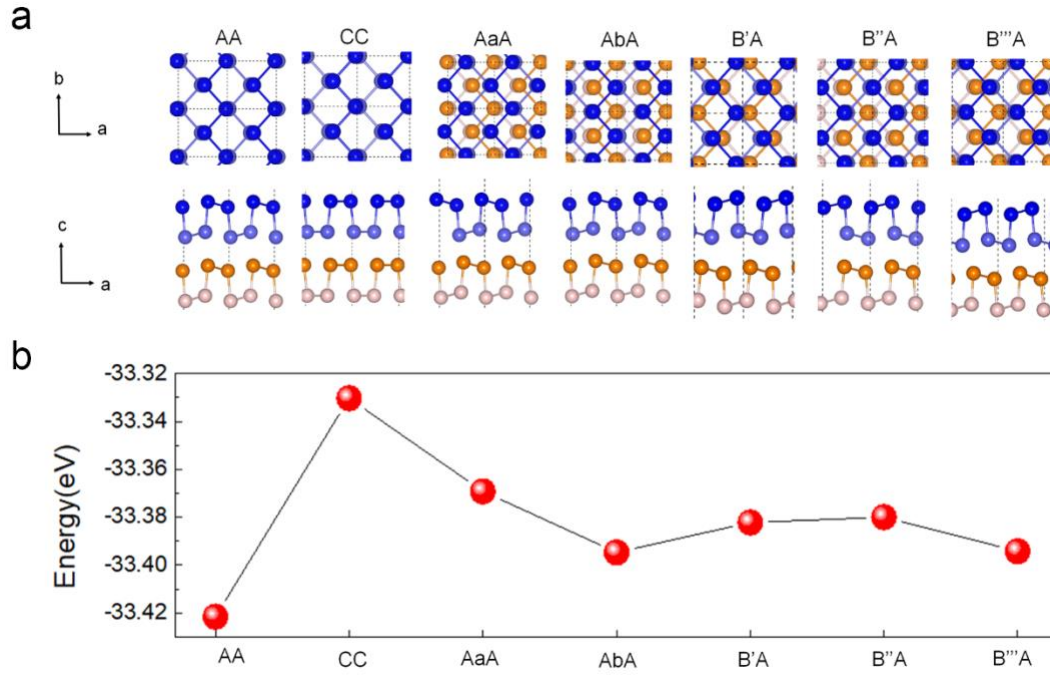 a
AA CC AaA AbA B'A B''A B'''A
b
a
c
a
b
-33.32
-33.34
-33.36
-33.38
-33.40
-33.42
Energy(eV)
AA CC AaA AbA B'A B''A B'''A